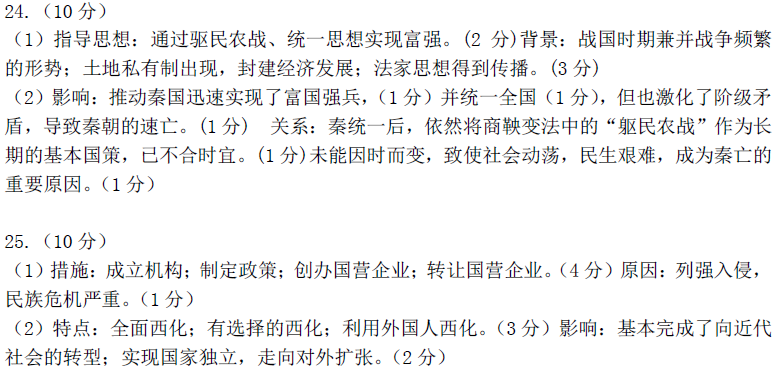 24.（10 分）
（1）指导思想：通过驱民农战、统一思想实现富强。(2 分)背景：战国时期兼并战争频繁
的形势；土地私有制出现，封建经济发展；法家思想得到传播。(3 分)
（2）影响：推动秦国迅速实现了富国强兵，（1 分）并统一全国（1 分），但也激化了阶级矛
盾，导致秦朝的速亡。（1 分） 关系：秦统一后，依然将商鞅变法中的“躯民农战”作为长
期的基本国策，已不合时宜。（1 分）未能因时而变，致使社会动荡，民生艰难，成为秦亡的
重要原因。（1 分）
25.（10 分）
（1）措施：成立机构；制定政策；创办国营企业；转让国营企业。（4 分）原因：列强入侵，
民族危机严重。（1 分）
（2）特点：全面西化；有选择的西化；利用外国人西化。（3 分）影响：基本完成了向近代
社会的转型；实现国家独立，走向对外扩张。（2 分）